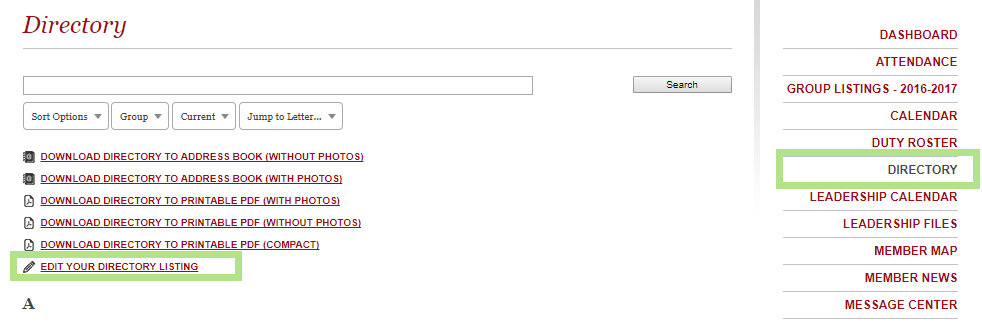 Directory
Search
Sort Options Group Current Jump to Letter...
DOWNLOAD DIRECTORY TO ADDRESS BOOK (WITHOUT PHOTOS)
DOWNLOAD DIRECTORY TO ADDRESS BOOK (WITH PHOTOS)
DOWNLOAD DIRECTORY TO PRINTABLE PDF (WITH PHOTOS)
DOWNLOAD DIRECTORY TO PRINTABLE PDF (WITHOUT PHOTOS)
DOWNLOAD DIRECTORY TO PRINTABLE PDF (COMPACT)
EDIT YOUR DIRECTORY LISTING
A
DASHBOARD
ATTENDANCE
GROUP LISTINGS - 2016-2017
CALENDAR
DUTY ROSTER
DIRECTORY
LEADERSHIP CALENDAR
LEADERSHIP FILES
MEMBER MAP
MEMBER NEWS
MESSAGE CENTER